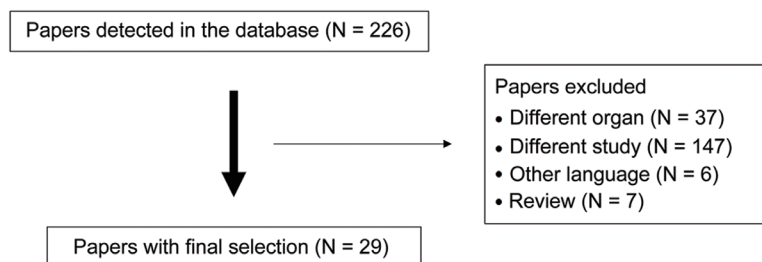 Papers detected in the database (N = 226)
Papers excluded
• Different organ (N = 37)
• Different study (N = 147)
• Other language (N = 6)
• Review (N = 7)
Papers with final selection (N = 29)